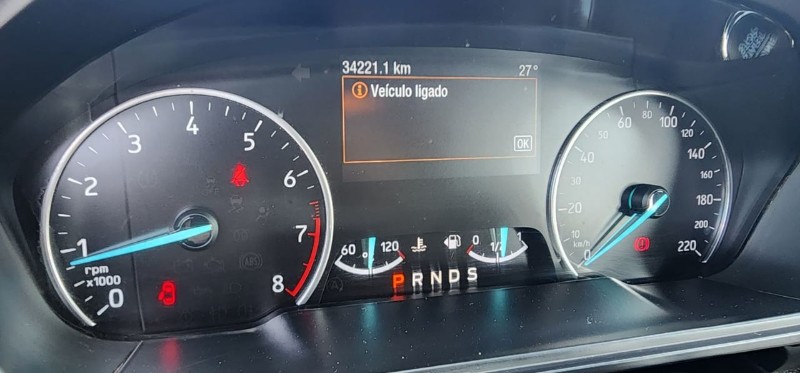 34221.1 km 27°
Veículo ligado
OK
0 1 2 3 4 5 6 7 8
rpm
x1000
60 120
0 1/2 1
P R N D S
0 10 20 40 60 80 100 120 140 160 180 200 220
km/h